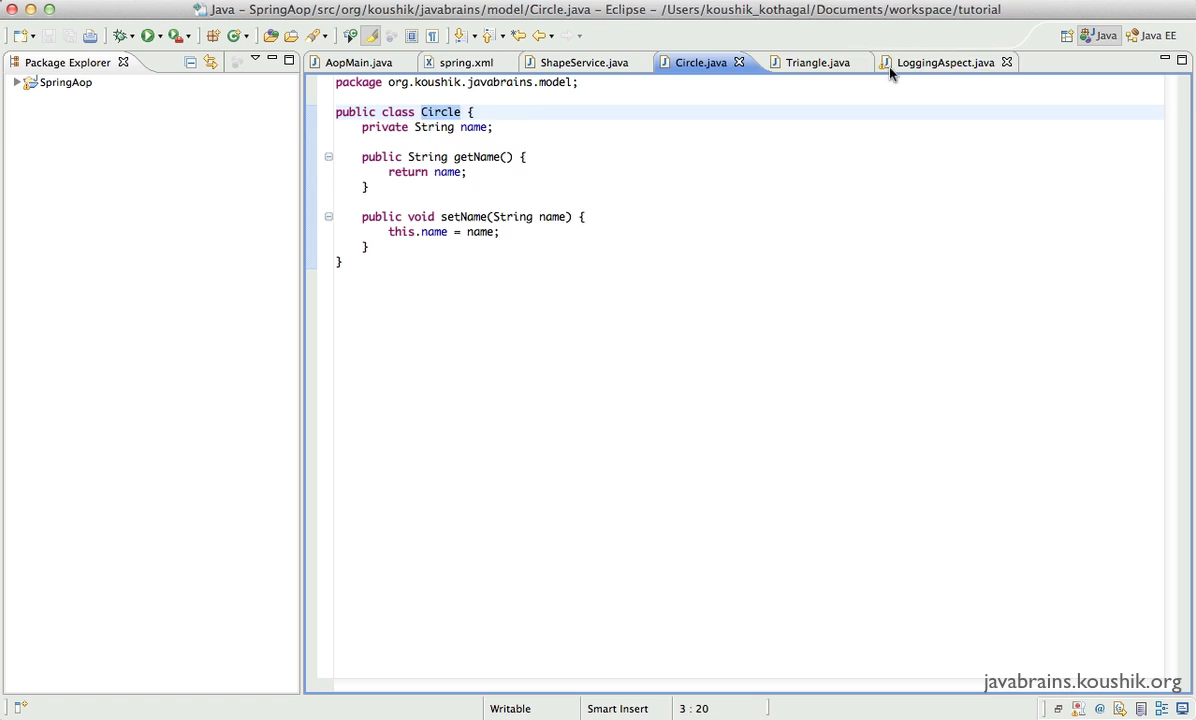 Java – SpringAop/src/org/koushik/javabrains/model/Circle.java – Eclipse – /Users/koushik_kothagal/Documents/workspace/tutorial
Java
Java EE
Package Explorer
AopMain.java
spring.xml
ShapeService.java
Circle.java
Triangle.java
LoggingAspect.java
SpringAop
package org.koushik.javabrains.model;
public class Circle {
private String name;
public String getName() {
return name;
}
public void setName(String name) {
this.name = name;
}
}
javabrains.koushik.org
Writable
Smart Insert
3 : 20